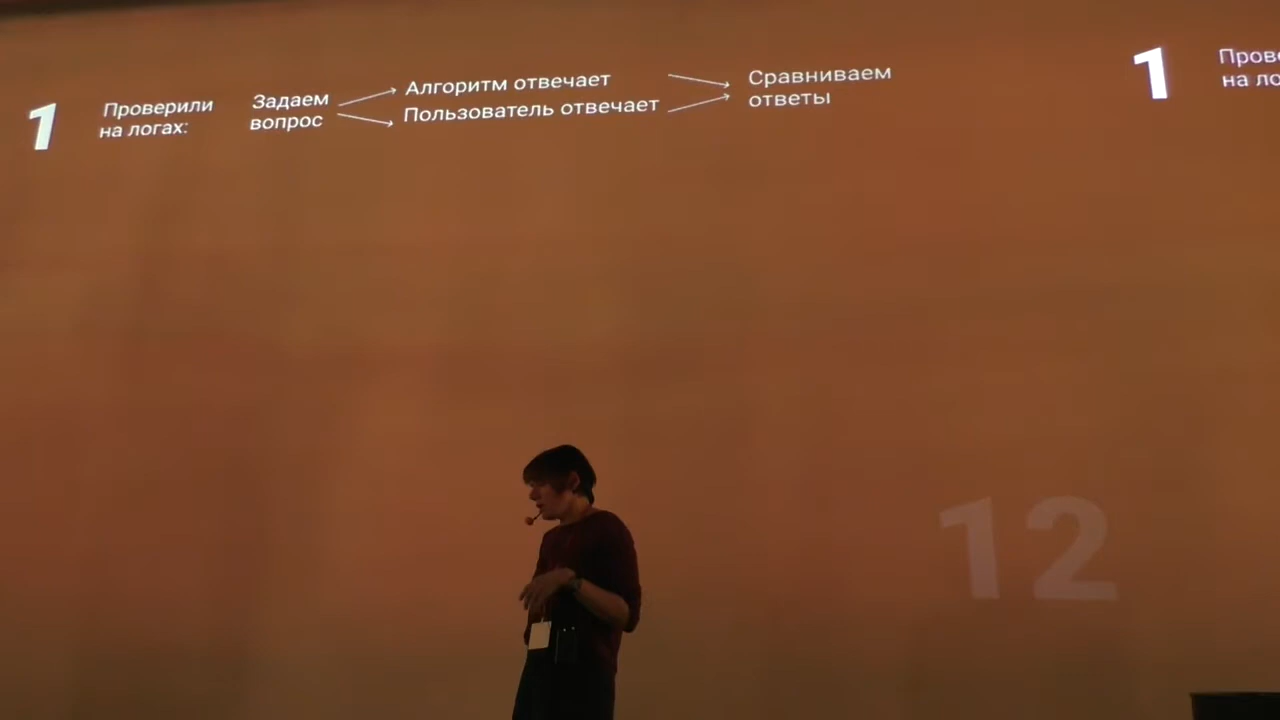 1
Проверили
на логах:
Задаем
вопрос
Алгоритм отвечает
Пользователь отвечает
Сравниваем
ответы
1
12